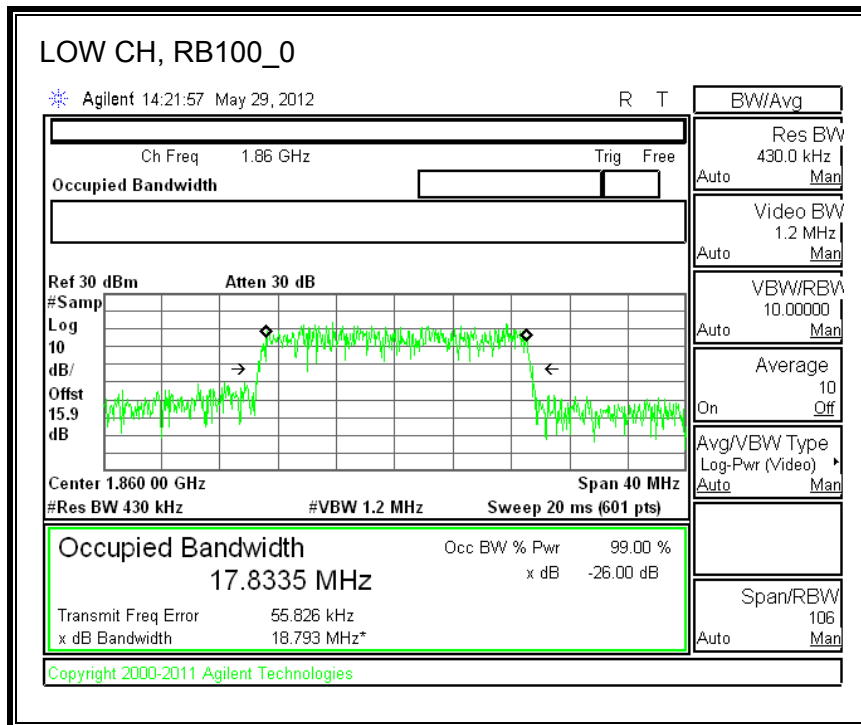 LOW CH, RB100_0
Agilent 14:21:57 May 29, 2012 R T
Ch Freq 1.86 GHz Trig Free
Occupied Bandwidth
Ref 30 dBm Atten 30 dB
#Samp
Log
10
dB/
Offst
15.9
dB
Center 1.860 00 GHz Span 40 MHz
#Res BW 430 kHz #VBW 1.2 MHz Sweep 20 ms (601 pts)
Occupied Bandwidth
17.8335 MHz
Occ BW % Pwr 99.00 %
x dB -26.00 dB
Transmit Freq Error 55.826 kHz
x dB Bandwidth 18.793 MHz*
Copyright 2000-2011 Agilent Technologies
BW/Avg
Res BW
430.0 kHz
Auto Man
Video BW
1.2 MHz
Auto Man
VBW/RBW
10.00000
Auto Man
Average
10
On Off
Avg/VBW Type
Log-Pwr (Video)
Auto Man
Span/RBW
106
Auto Man